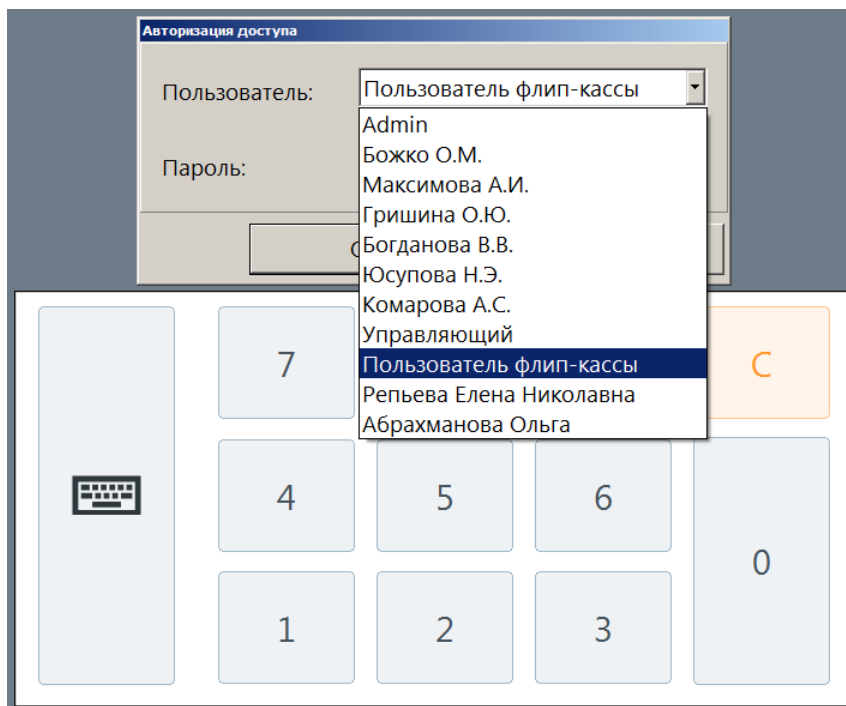 Авторизация доступа
Пользователь:
Пользователь флип-кассы
Admin
Божко О.М.
Пароль:
Максимова А.И.
Гришина О.Ю.
Богданова В.В.
Юсупова Н.Э.
Комарова А.С.
Управляющий
Пользователь флип-кассы
Репьева Елена Николавна
Абрахманова Ольга
7
C
4 5 6
0
1 2 3